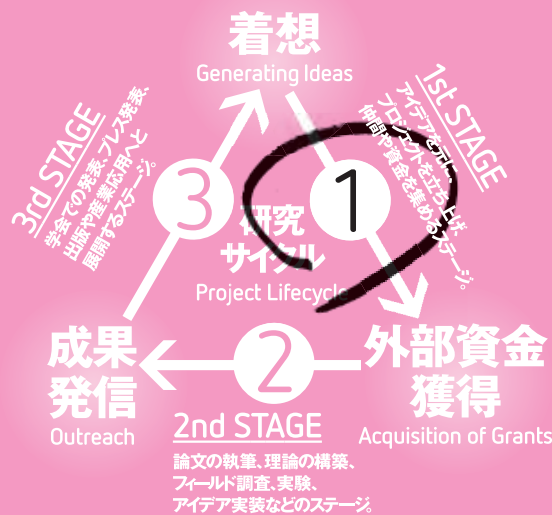 着想
Generating Ideas
1st STAGE
アイデアを元に、
プロジェクトを立ち上げ、
仲間や資金を集めるステージ。
3rd STAGE
学会での発表、プレス発表、
出版や産業応用へと
展開するステージ。
3
1
研究
サイクル
Project Lifecycle
成果
発信
Outreach
2
外部資金
獲得
Acquisition of Grants
2nd STAGE
論文の執筆、理論の構築、
フィールド調査、実験、
アイデア実装などのステージ。